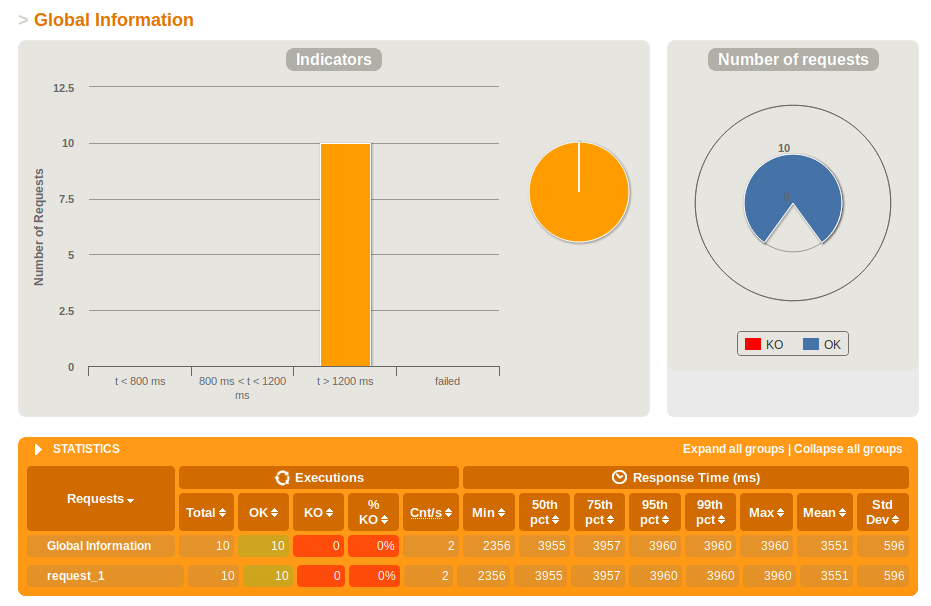 > Global Information
Indicators
Number of requests
12.5
10
7.5
5
2.5
0
Number of Requests
t < 800 ms
800 ms < t < 1200
ms
t > 1200 ms
failed
10
KO OK
STATISTICS Expand all groups | Collapse all groups
Requests Executions Response Time (ms)
Total OK KO % KO Cnt/s Min 50th pct 75th pct 95th pct 99th pct Max Mean Std Dev
Global Information 10 10 0 0% 2 2356 3955 3957 3960 3960 3960 3551 596
request_1 10 10 0 0% 2 2356 3955 3957 3960 3960 3960 3551 596